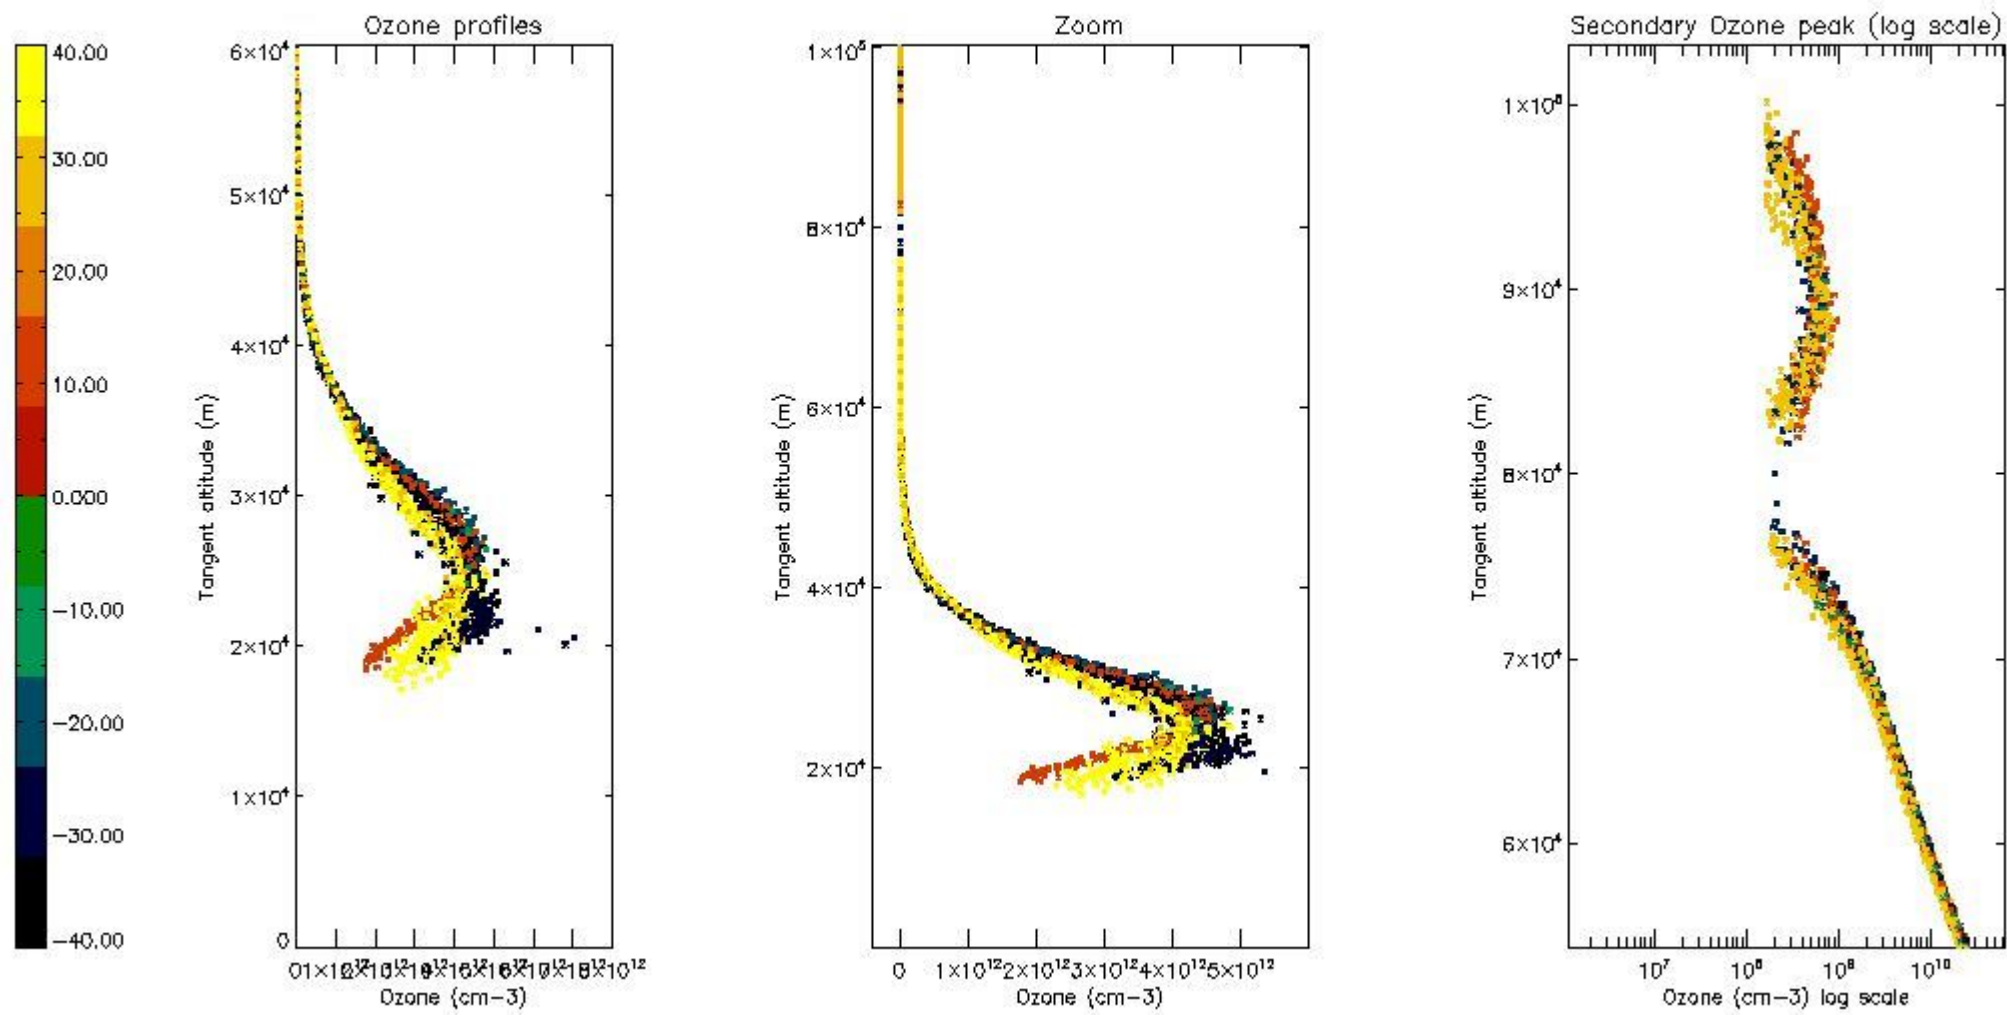 Ozone profiles
Zoom
Secondary Ozone peak (log scale)
40.00
30.00
20.00
10.00
0.000
-10.00
-20.00
-30.00
-40.00
6×10⁴
5×10⁴
4×10⁴
3×10⁴
2×10⁴
1×10⁴
0
Tangent altitude (m)
Ozone (cm-3)
1×10⁵
8×10⁴
6×10⁴
4×10⁴
2×10⁴
Tangent altitude (m)
0 1×10¹² 2×10¹² 3×10¹² 4×10¹² 5×10¹²
Ozone (cm-3)
9×10⁴
8×10⁴
7×10⁴
6×10⁴
Tangent altitude (m)
10⁷ 10⁸ 10⁹ 10¹⁰
Ozone (cm-3) log scale